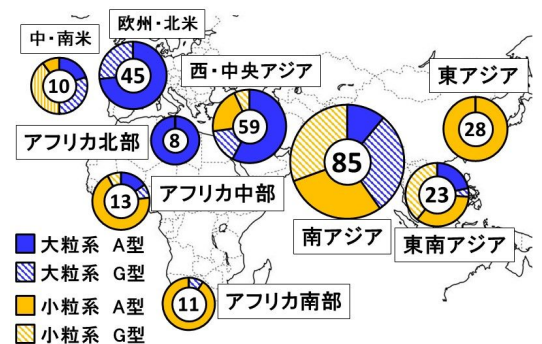 中・南米
10
欧州・北米
45
西・中央アジア
59
東アジア
28
アフリカ北部
8
85
南アジア
23
東南アジア
13
アフリカ中部
11
アフリカ南部
大粒系 A型
大粒系 G型
小粒系 A型
小粒系 G型